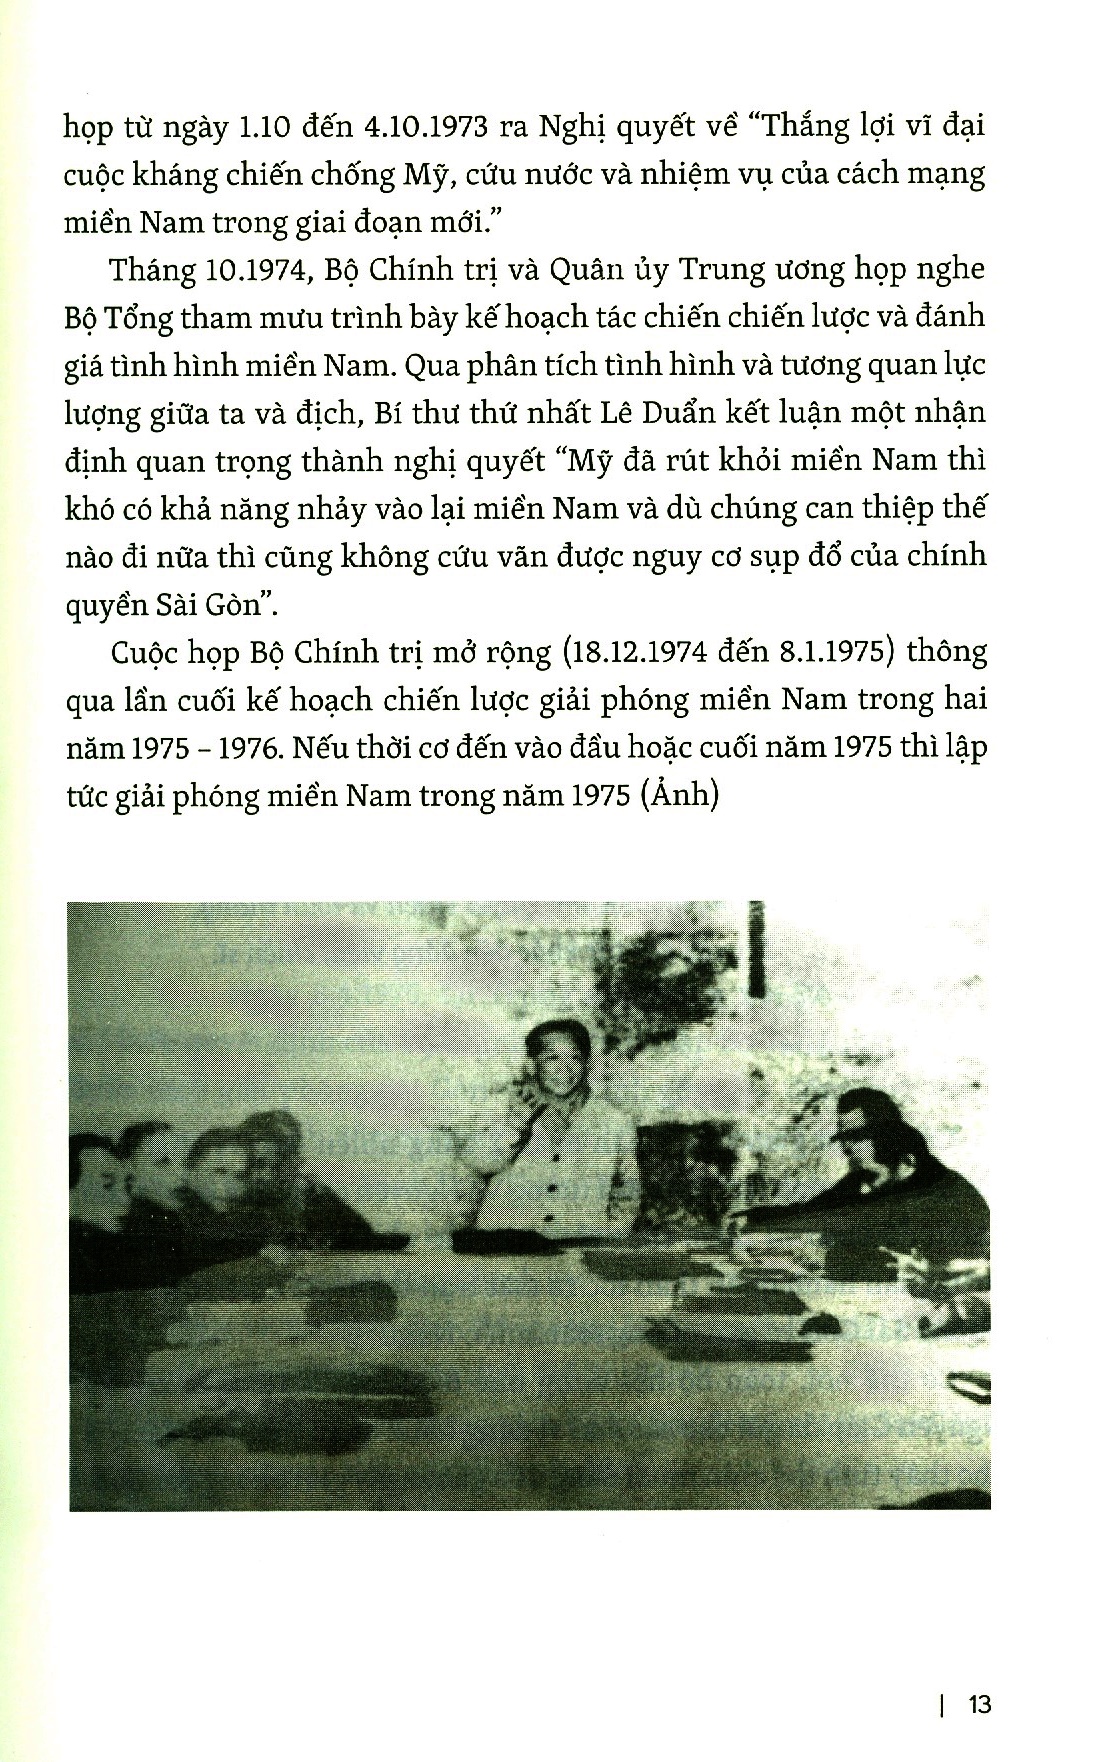 họp từ ngày 1.10 đến 4.10.1973 ra Nghị quyết về “Thắng lợi vĩ đại
cuộc kháng chiến chống Mỹ, cứu nước và nhiệm vụ của cách mạng
miền Nam trong giai đoạn mới.”
Tháng 10.1974, Bộ Chính trị và Quân ủy Trung ương họp nghe
Bộ Tổng tham mưu trình bày kế hoạch tác chiến chiến lược và đánh
giá tình hình miền Nam. Qua phân tích tình hình và tương quan lực
lượng giữa ta và địch, Bí thư thứ nhất Lê Duẩn kết luận một nhận
định quan trọng thành nghị quyết “Mỹ đã rút khỏi miền Nam thì
khó có khả năng nhảy vào lại miền Nam và dù chúng can thiệp thế
nào đi nữa thì cũng không cứu vãn được nguy cơ sụp đổ của chính
quyền Sài Gòn”.
Cuộc họp Bộ Chính trị mở rộng (18.12.1974 đến 8.1.1975) thông
qua lần cuối kế hoạch chiến lược giải phóng miền Nam trong hai
năm 1975 – 1976. Nếu thời cơ đến vào đầu hoặc cuối năm 1975 thì lập
tức giải phóng miền Nam trong năm 1975 (Ảnh)
| 13